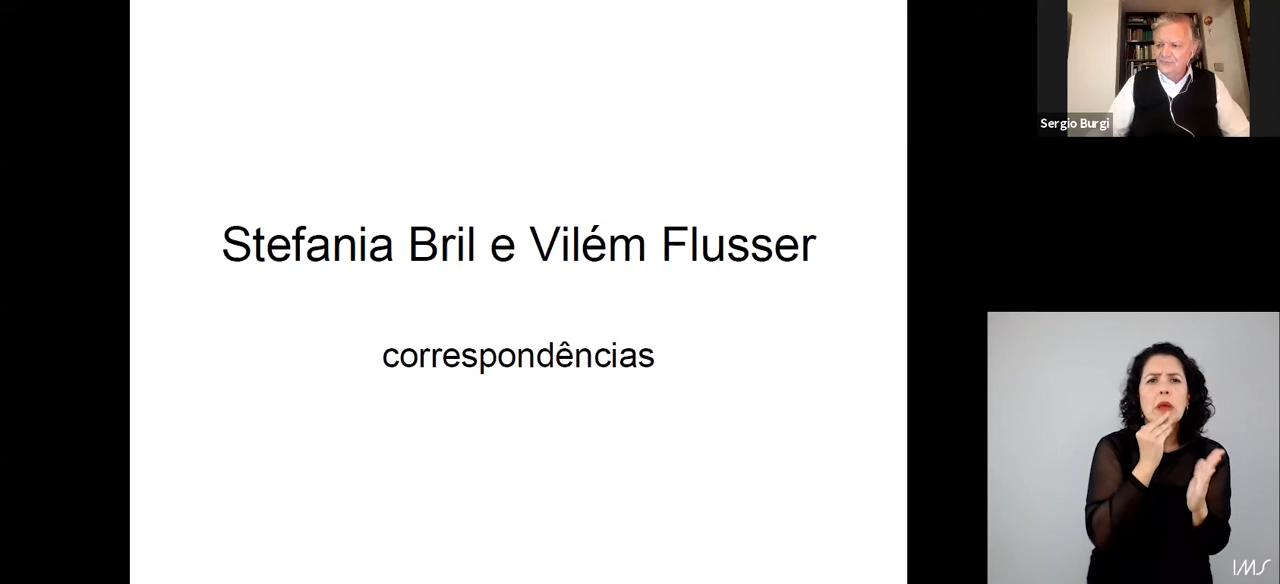 Stefania Bril e Vilém Flusser
correspondências
Sergio Burgi
IMS